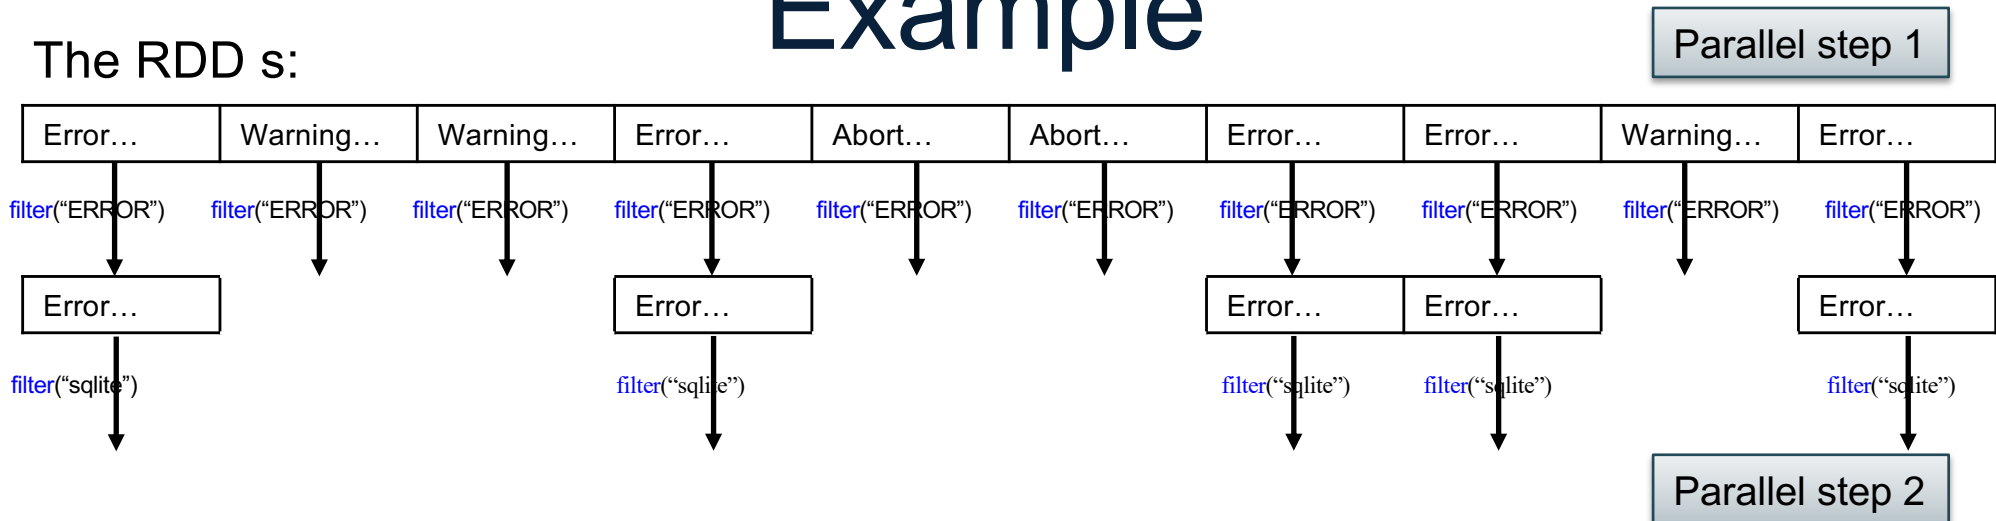 Example
The RDD s:
Parallel step 1
Error… Warning… Warning… Error… Abort… Abort… Error… Error… Warning… Error…
filter(“ERROR”) filter(“ERROR”) filter(“ERROR”) filter(“ERROR”) filter(“ERROR”) filter(“ERROR”) filter(“ERROR”) filter(“ERROR”) filter(“ERROR”) filter(“ERROR”)
Error… Error… Error… Error… Error…
filter(“sqlite”) filter(“sqlite”) filter(“sqlite”) filter(“sqlite”) filter(“sqlite”)
Parallel step 2